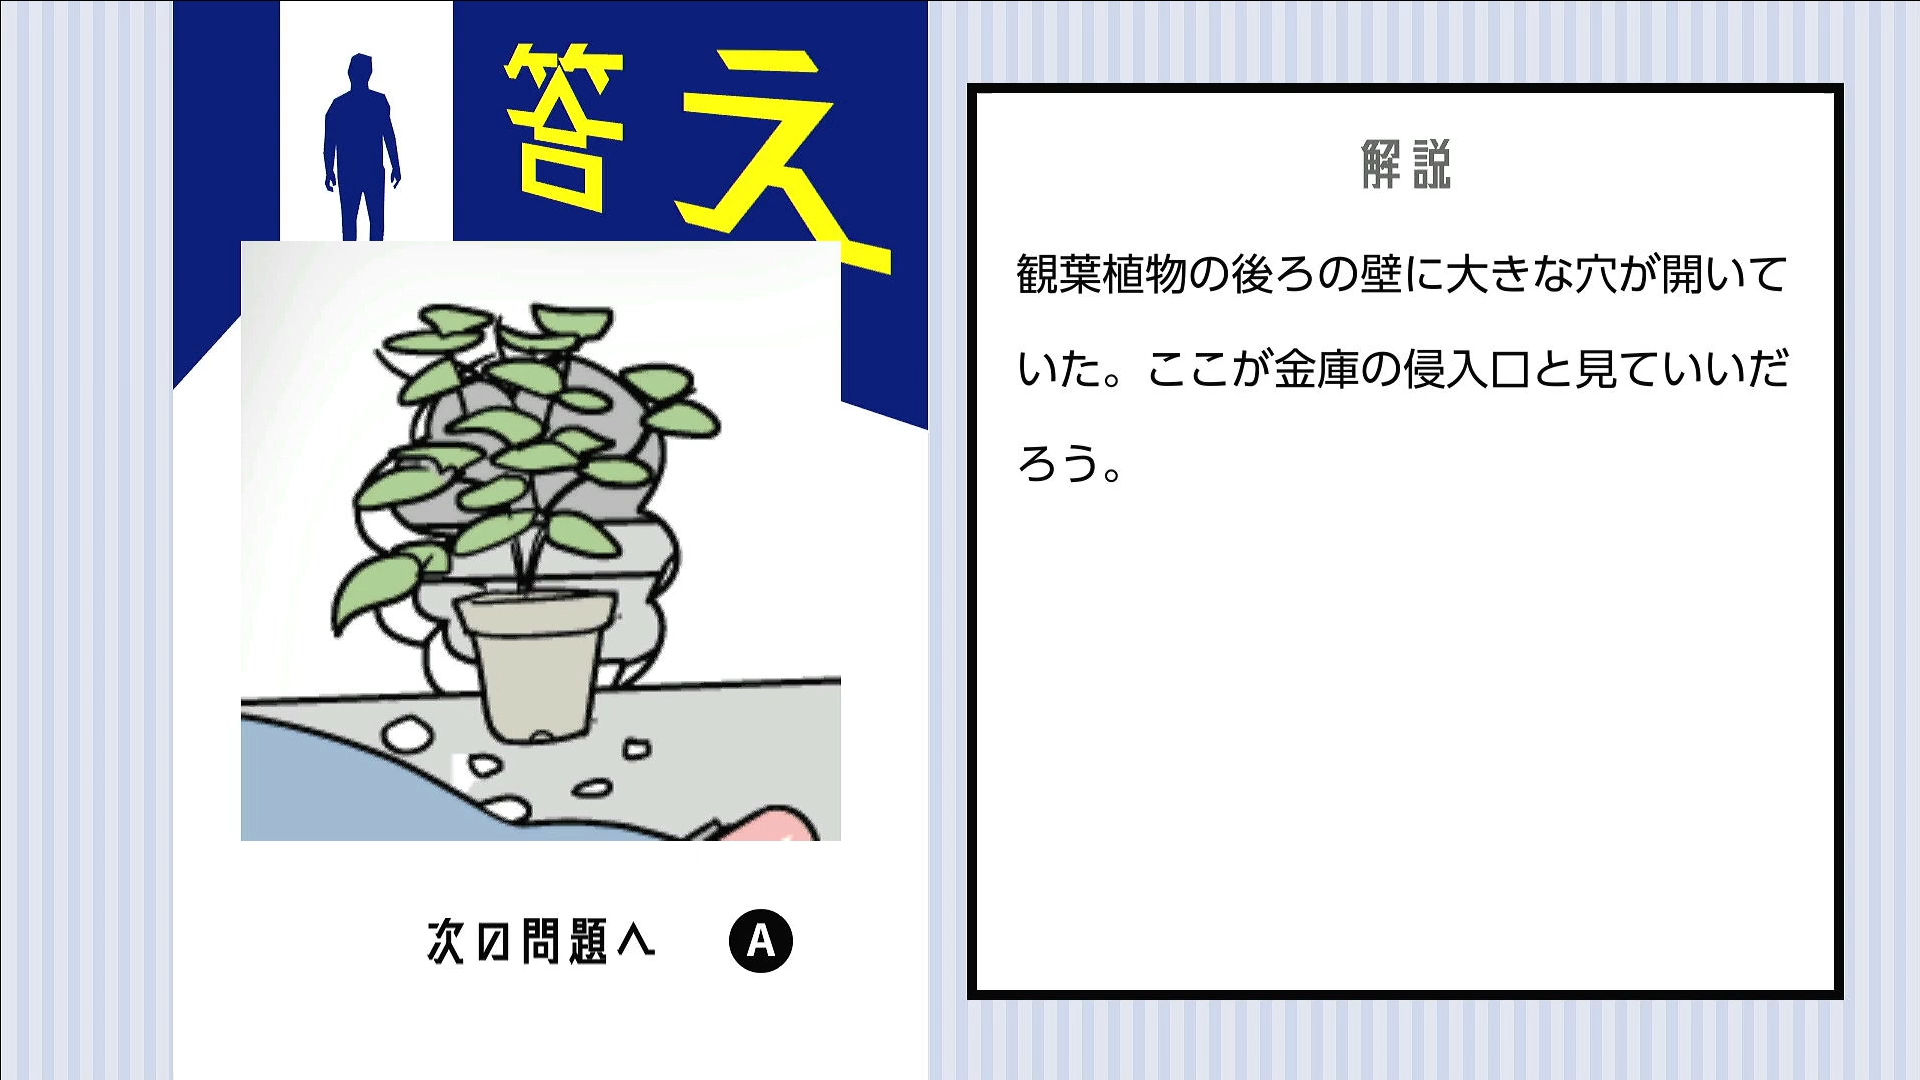 答え
次の問題へ A
解説
観葉植物の後ろの壁に大きな穴が開いて
いた。ここが金庫の侵入口と見ていいだ
ろう。